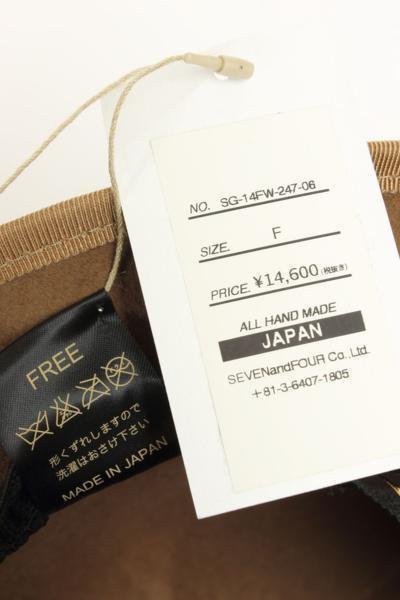 NO. SG-14FW-247-06
SIZE. F
PRICE. ¥14,600(税抜き)
ALL HAND MADE
JAPAN
SEVENandFOUR Co., Ltd.
+81-3-6407-1805
FREE
形くずれしますので
洗濯はおさけ下さい
MADE IN JAPAN